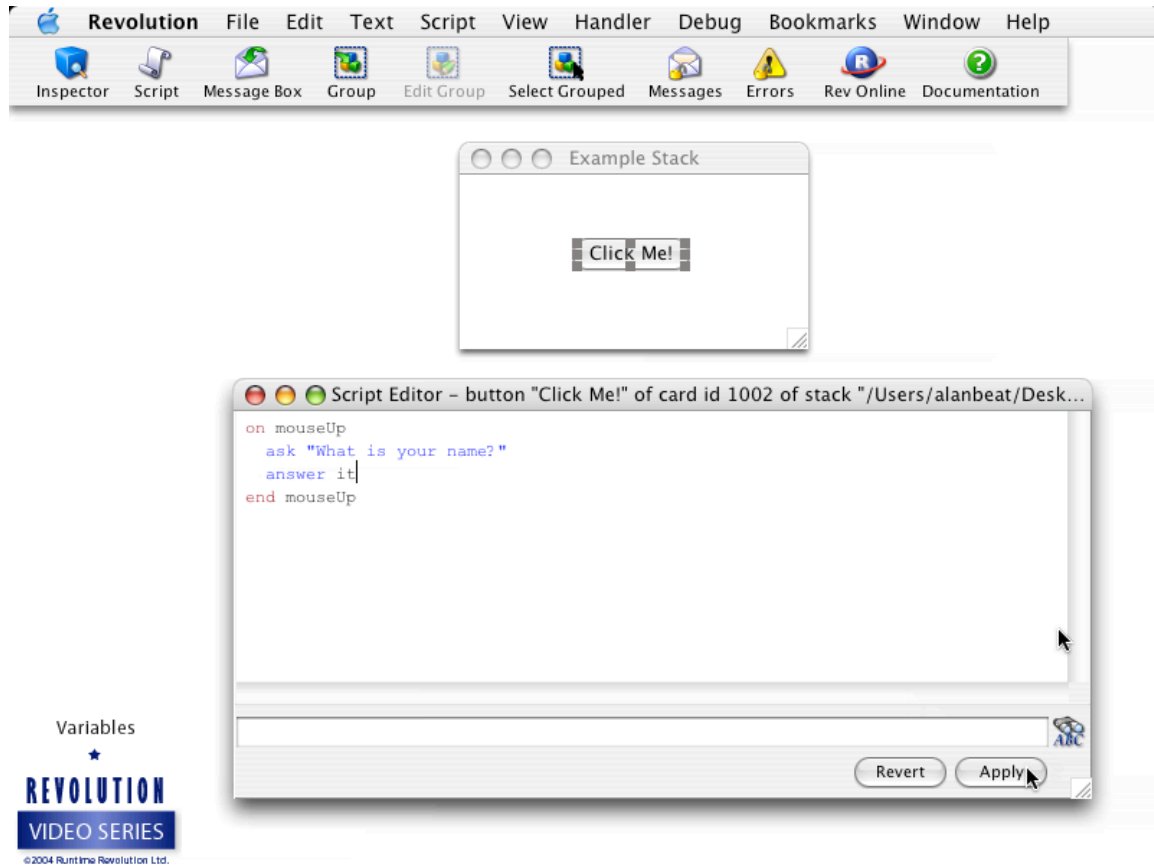 Revolution File Edit Text Script View Handler Debug Bookmarks Window Help
Inspector Script Message Box Group Edit Group Select Grouped Messages Errors Rev Online Documentation
Example Stack
Click Me!
Script Editor – button "Click Me!" of card id 1002 of stack "/Users/alanbeat/Desk...
on mouseUp
ask "What is your name?"
answer it
end mouseUp
ABC
Revert Apply
Variables
REVOLUTION
VIDEO SERIES
©2004 Runtime Revolution Ltd.